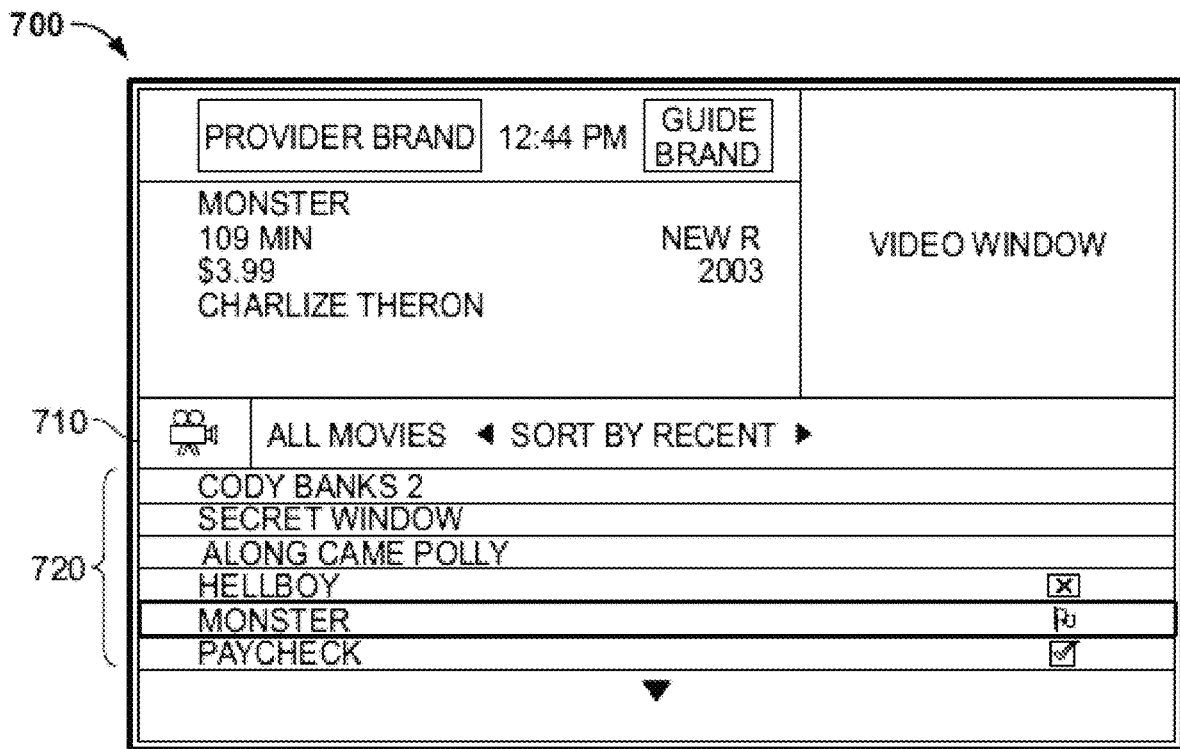 700
PROVIDER BRAND 12:44 PM GUIDE BRAND
MONSTER
109 MIN NEW R
$3.99 2003
CHARLIZE THERON
VIDEO WINDOW
710
ALL MOVIES ◀ SORT BY RECENT ▶
720
CODY BANKS 2
SECRET WINDOW
ALONG CAME POLLY
HELLBOY
MONSTER
PAYCHECK